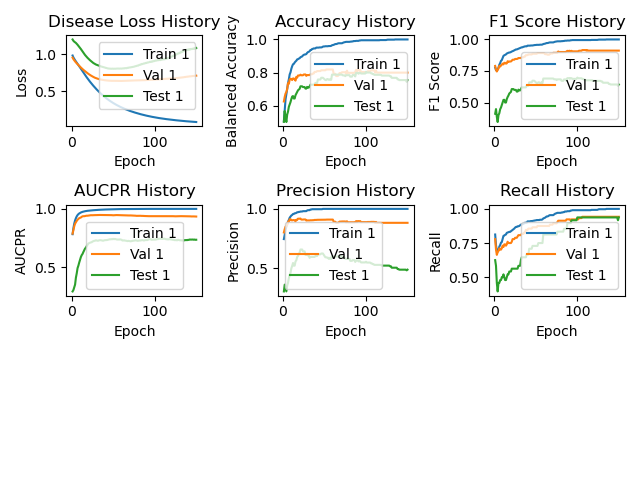 Disease Loss History
Loss
1.0
0.5
0
100
Epoch
Train 1
Val 1
Test 1
Accuracy History
Balanced Accuracy
1.0
0.8
0.6
0
100
Epoch
Train 1
Val 1
Test 1
F1 Score History
F1 Score
1.00
0.75
0.50
0
100
Epoch
Train 1
Val 1
Test 1
AUCPR History
AUCPR
1.0
0.5
0
100
Epoch
Train 1
Val 1
Test 1
Precision History
Precision
1.0
0.5
0
100
Epoch
Train 1
Val 1
Test 1
Recall History
Recall
1.00
0.75
0.50
0
100
Epoch
Train 1
Val 1
Test 1